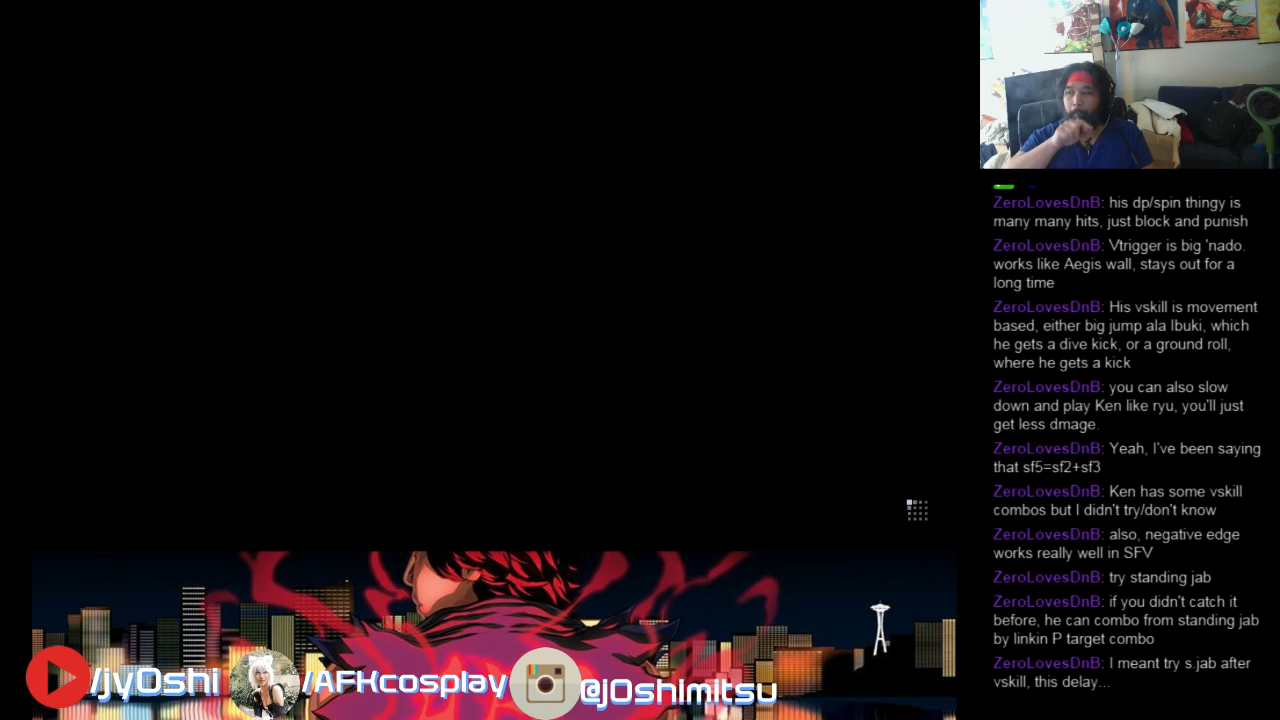 ZeroLovesDnB: his dp/spin thingy is
many many hits, just block and punish
ZeroLovesDnB: Vtrigger is big 'nado.
works like Aegis wall, stays out for a
long time
ZeroLovesDnB: His vskill is movement
based, either big jump ala Ibuki, which
he gets a dive kick, or a ground roll,
where he gets a kick
ZeroLovesDnB: you can also slow
down and play Ken like ryu, you'll just
get less dmage.
ZeroLovesDnB: Yeah, I've been saying
that sf5=sf2+sf3
ZeroLovesDnB: Ken has some vskill
combos but I didn't try/don't know
ZeroLovesDnB: also, negative edge
works really well in SFV
ZeroLovesDnB: try standing jab
ZeroLovesDnB: if you didn't catch it
before, he can combo from standing jab
by linkin P target combo
ZeroLovesDnB: I meant try s.jab after
vskill, this delay...
/jyOshi /AFKcosplay @jOshimitsu